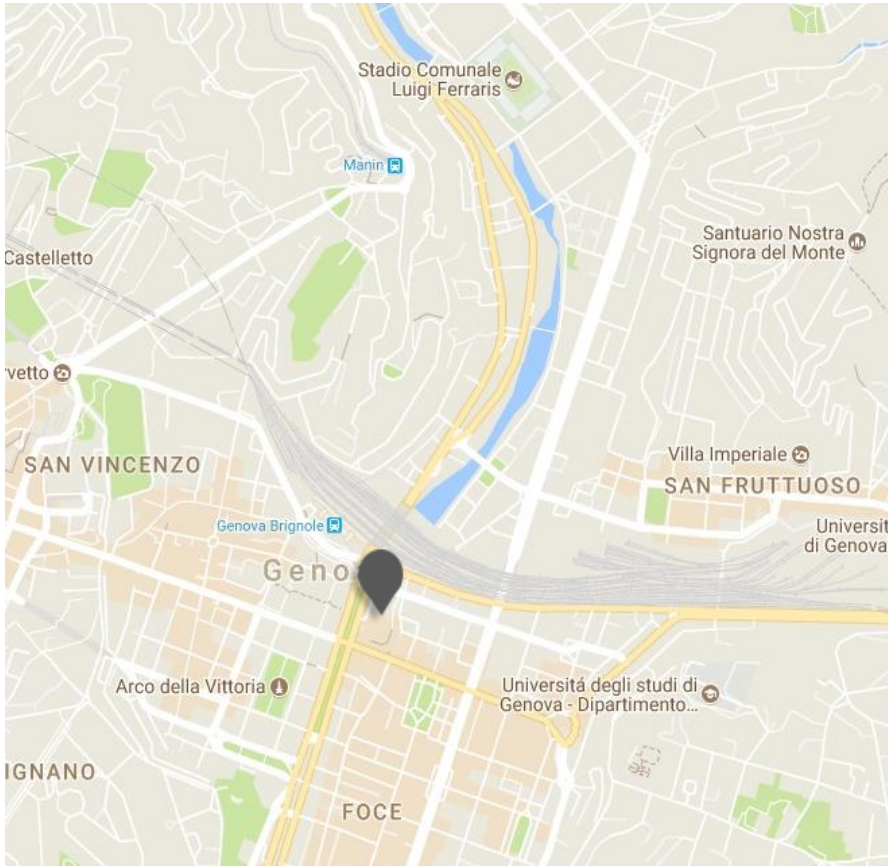 Stadio Comunale
Luigi Ferraris
Manin
Santuario Nostra
Signora del Monte
Castelletto
rvetto
SAN VINCENZO
Villa Imperiale
SAN FRUTTUOSO
Genova Brignole
Universit
di Genova
Geno
Arco della Vittoria
Universitá degli studi di
Genova - Dipartimento...
IGNANO
FOCE